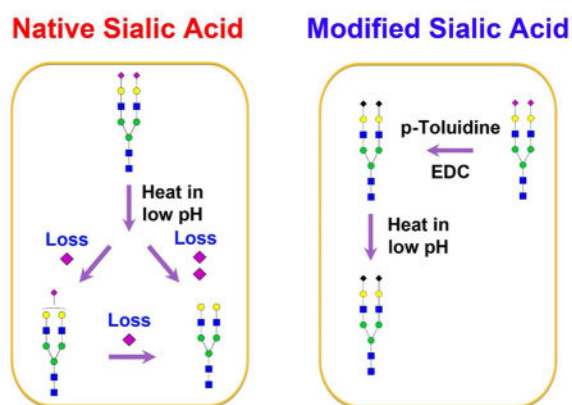 Native Sialic Acid
Modified Sialic Acid
p-Toluidine
EDC
Heat in
low pH
Loss
Loss
Loss
Heat in
low pH